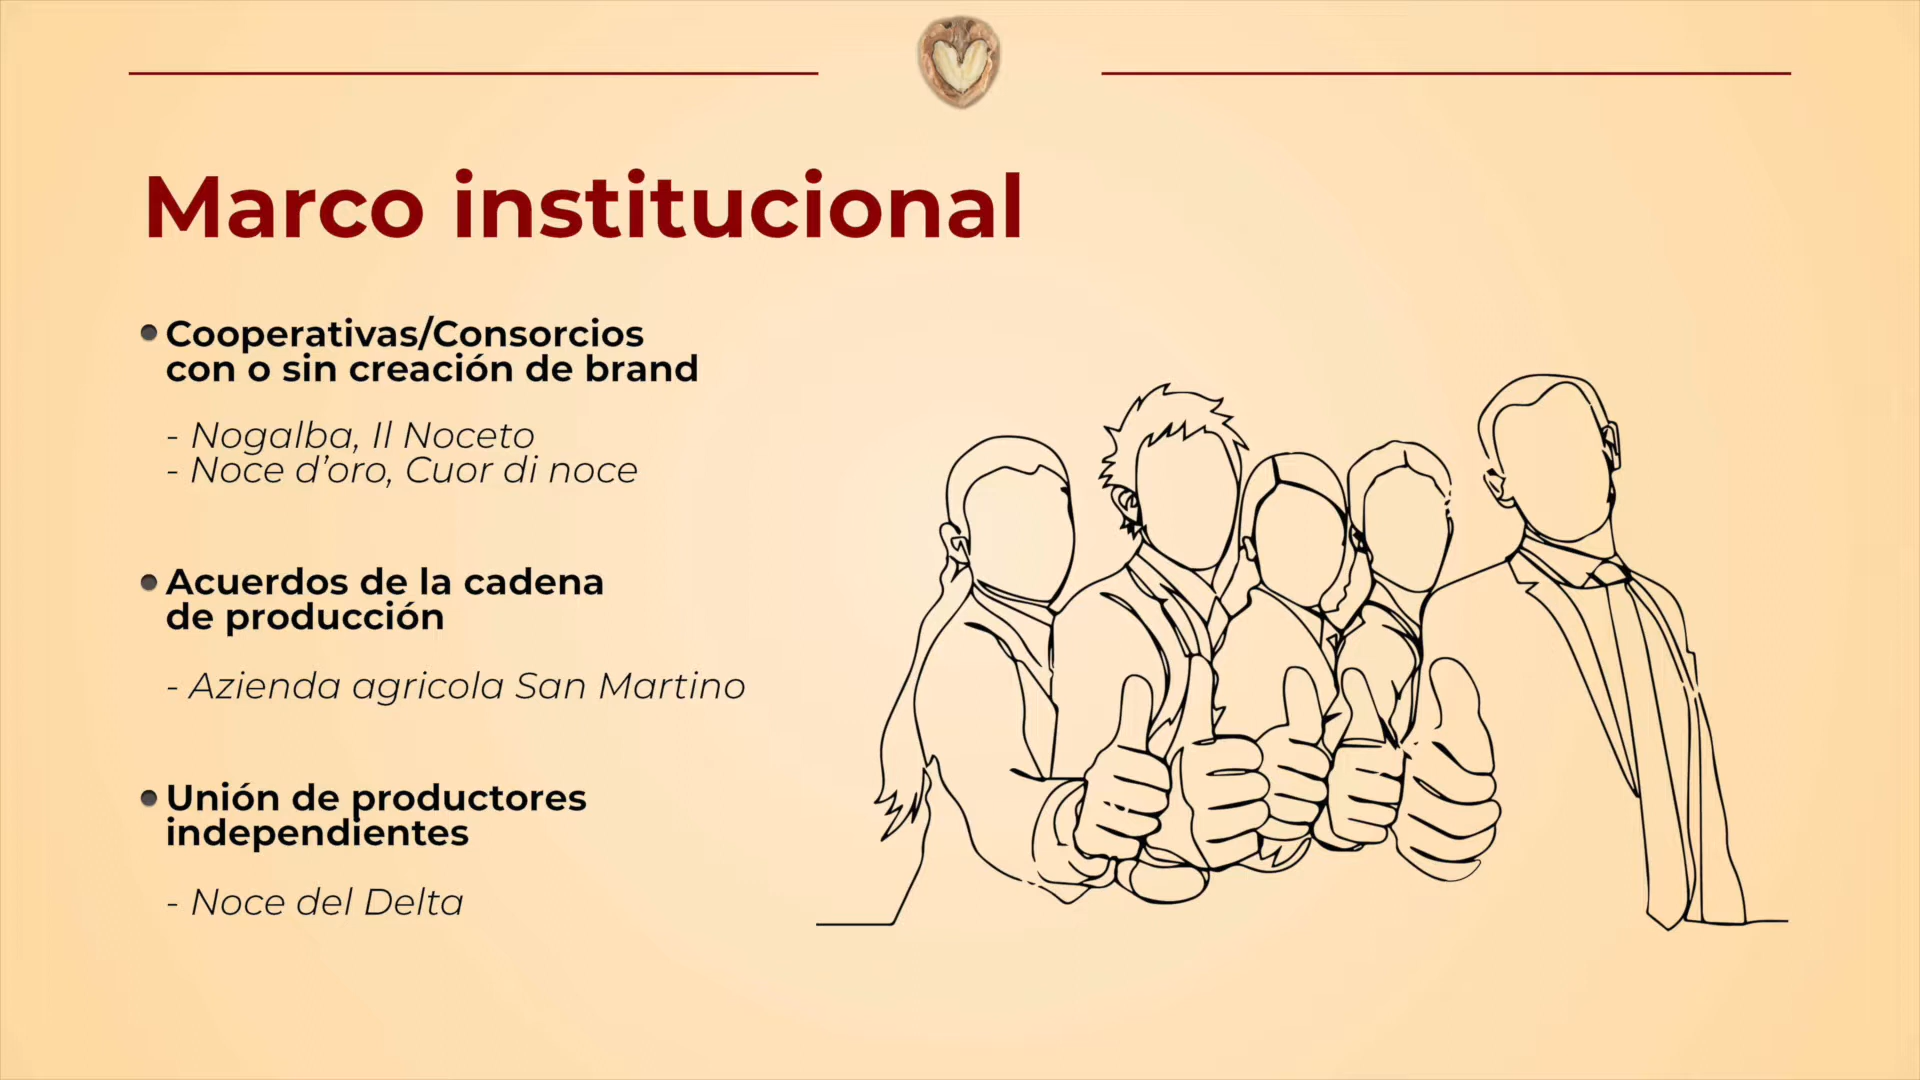 Marco institucional
Cooperativas/Consorcios
con o sin creación de brand
- Nogalba, Il Noceto
- Noce d’oro, Cuor di noce
Acuerdos de la cadena
de producción
- Azienda agricola San Martino
Unión de productores
independientes
- Noce del Delta